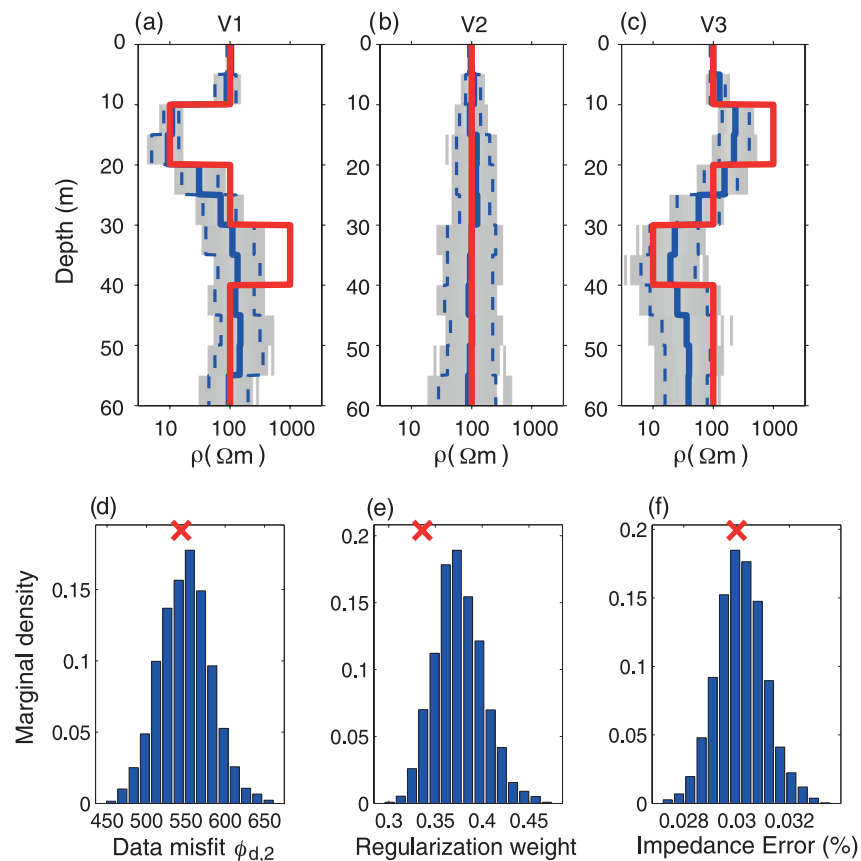 (a) V1 (b) V2 (c) V3
0 0 0
10 10 10
20 20 20
30 30 30
40 40 40
50 50 50
60 60 60
Depth (m)
10 100 1000 10 100 1000 10 100 1000
ρ(Ωm) ρ(Ωm) ρ(Ωm)
(d) (e) (f)
0.2 0.2
0.15 0.15 0.15
0.1 0.1 0.1
0.05 0.05 0.05
0 0 0
Marginal density
450 500 550 600 650 0.3 0.35 0.4 0.45 0.028 0.03 0.032
Data misfit ϕd,2 Regularization weight Impedance Error (%)